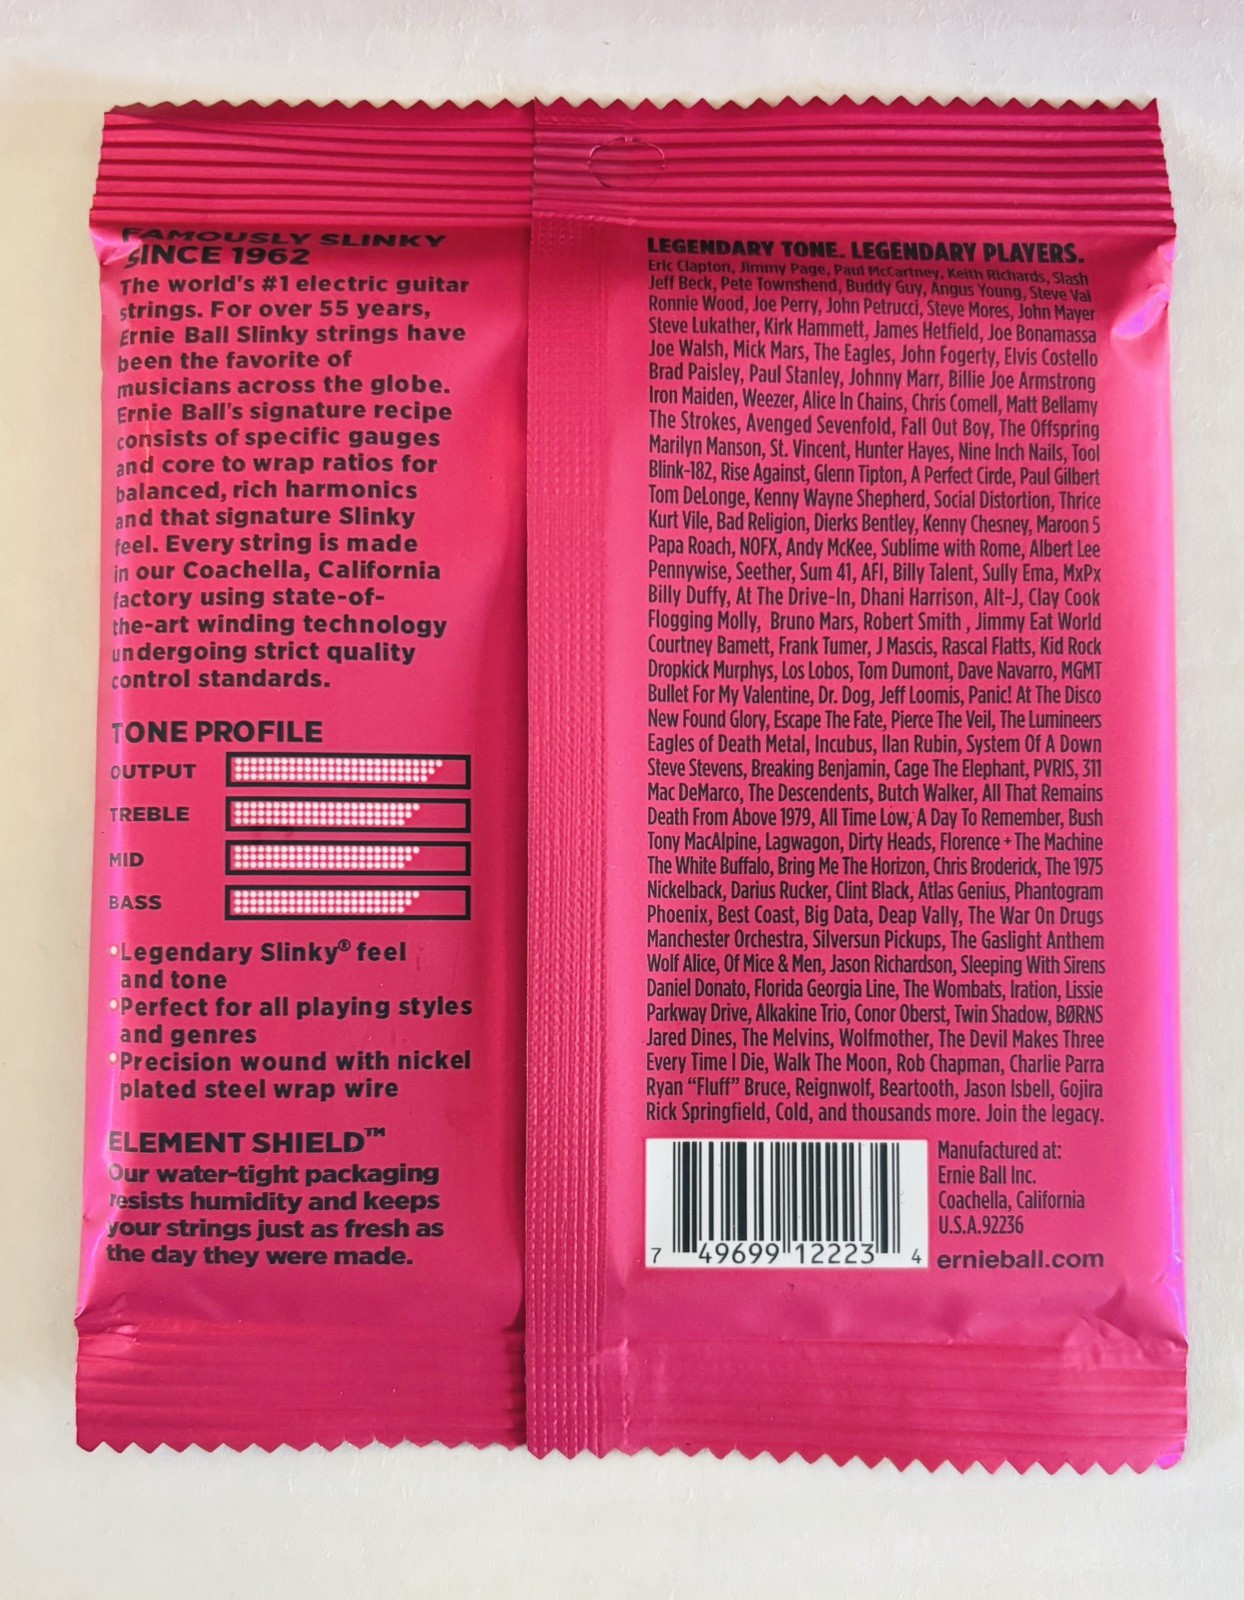 FAMOUSLY SLINKY
SINCE 1962
The world's #1 electric guitar
strings. For over 55 years,
Ernie Ball Slinky strings have
been the favorite of
musicians across the globe.
Ernie Ball's signature recipe
consists of specific gauges
and core to wrap ratios for
balanced, rich harmonics
and that signature Slinky
feel. Every string is made
in our Coachella, California
factory using state-of-
the-art winding technology
undergoing strict quality
control standards.
TONE PROFILE
OUTPUT
TREBLE
MID
BASS
•Legendary Slinky® feel
and tone
•Perfect for all playing styles
and genres
•Precision wound with nickel
plated steel wrap wire
ELEMENT SHIELD™
Our water-tight packaging
resists humidity and keeps
your strings just as fresh as
the day they were made.
LEGENDARY TONE. LEGENDARY PLAYERS.
Eric Clapton, Jimmy Page, Paul McCartney, Keith Richards, Slash
Jeff Beck, Pete Townshend, Buddy Guy, Angus Young, Steve Vai
Ronnie Wood, Joe Perry, John Petrucci, Steve Mores, John Mayer
Steve Lukather, Kirk Hammett, James Hetfield, Joe Bonamassa
Joe Walsh, Mick Mars, The Eagles, John Fogerty, Elvis Costello
Brad Paisley, Paul Stanley, Johnny Marr, Billie Joe Armstrong
Iron Maiden, Weezer, Alice In Chains, Chris Cornell, Matt Bellamy
The Strokes, Avenged Sevenfold, Fall Out Boy, The Offspring
Marilyn Manson, St. Vincent, Hunter Hayes, Nine Inch Nails, Tool
Blink-182, Rise Against, Glenn Tipton, A Perfect Circle, Paul Gilbert
Tom DeLonge, Kenny Wayne Shepherd, Social Distortion, Thrice
Kurt Vile, Bad Religion, Dierks Bentley, Kenny Chesney, Maroon 5
Papa Roach, NOFX, Andy McKee, Sublime with Rome, Albert Lee
Pennywise, Seether, Sum 41, AFI, Billy Talent, Sully Erna, MxPx
Billy Duffy, At The Drive-In, Dhani Harrison, Alt-J, Clay Cook
Flogging Molly, Bruno Mars, Robert Smith , Jimmy Eat World
Courtney Barnett, Frank Turner, J Mascis, Rascal Flatts, Kid Rock
Dropkick Murphys, Los Lobos, Tom Dumont, Dave Navarro, MGMT
Bullet For My Valentine, Dr. Dog, Jeff Loomis, Panic! At The Disco
New Found Glory, Escape The Fate, Pierce The Veil, The Lumineers
Eagles of Death Metal, Incubus, Ilan Rubin, System Of A Down
Steve Stevens, Breaking Benjamin, Cage The Elephant, PVRIS, 311
Mac DeMarco, The Descendents, Butch Walker, All That Remains
Death From Above 1979, All Time Low, A Day To Remember, Bush
Tony MacAlpine, Lagwagon, Dirty Heads, Florence + The Machine
The White Buffalo, Bring Me The Horizon, Chris Broderick, The 1975
Nickelback, Darius Rucker, Clint Black, Atlas Genius, Phantogram
Phoenix, Best Coast, Big Data, Deap Vally, The War On Drugs
Manchester Orchestra, Silversun Pickups, The Gaslight Anthem
Wolf Alice, Of Mice & Men, Jason Richardson, Sleeping With Sirens
Daniel Donato, Florida Georgia Line, The Wombats, Iration, Lissie
Parkway Drive, Alkakine Trio, Conor Oberst, Twin Shadow, BØRNS
Jared Dines, The Melvins, Wolfmother, The Devil Makes Three
Every Time I Die, Walk The Moon, Rob Chapman, Charlie Parra
Ryan “Fluff” Bruce, Reignwolf, Beartooth, Jason Isbell, Gojira
Rick Springfield, Cold, and thousands more. Join the legacy.
7 49699 12223 4
Manufactured at:
Ernie Ball Inc.
Coachella, California
U.S.A. 92236
ernieball.com